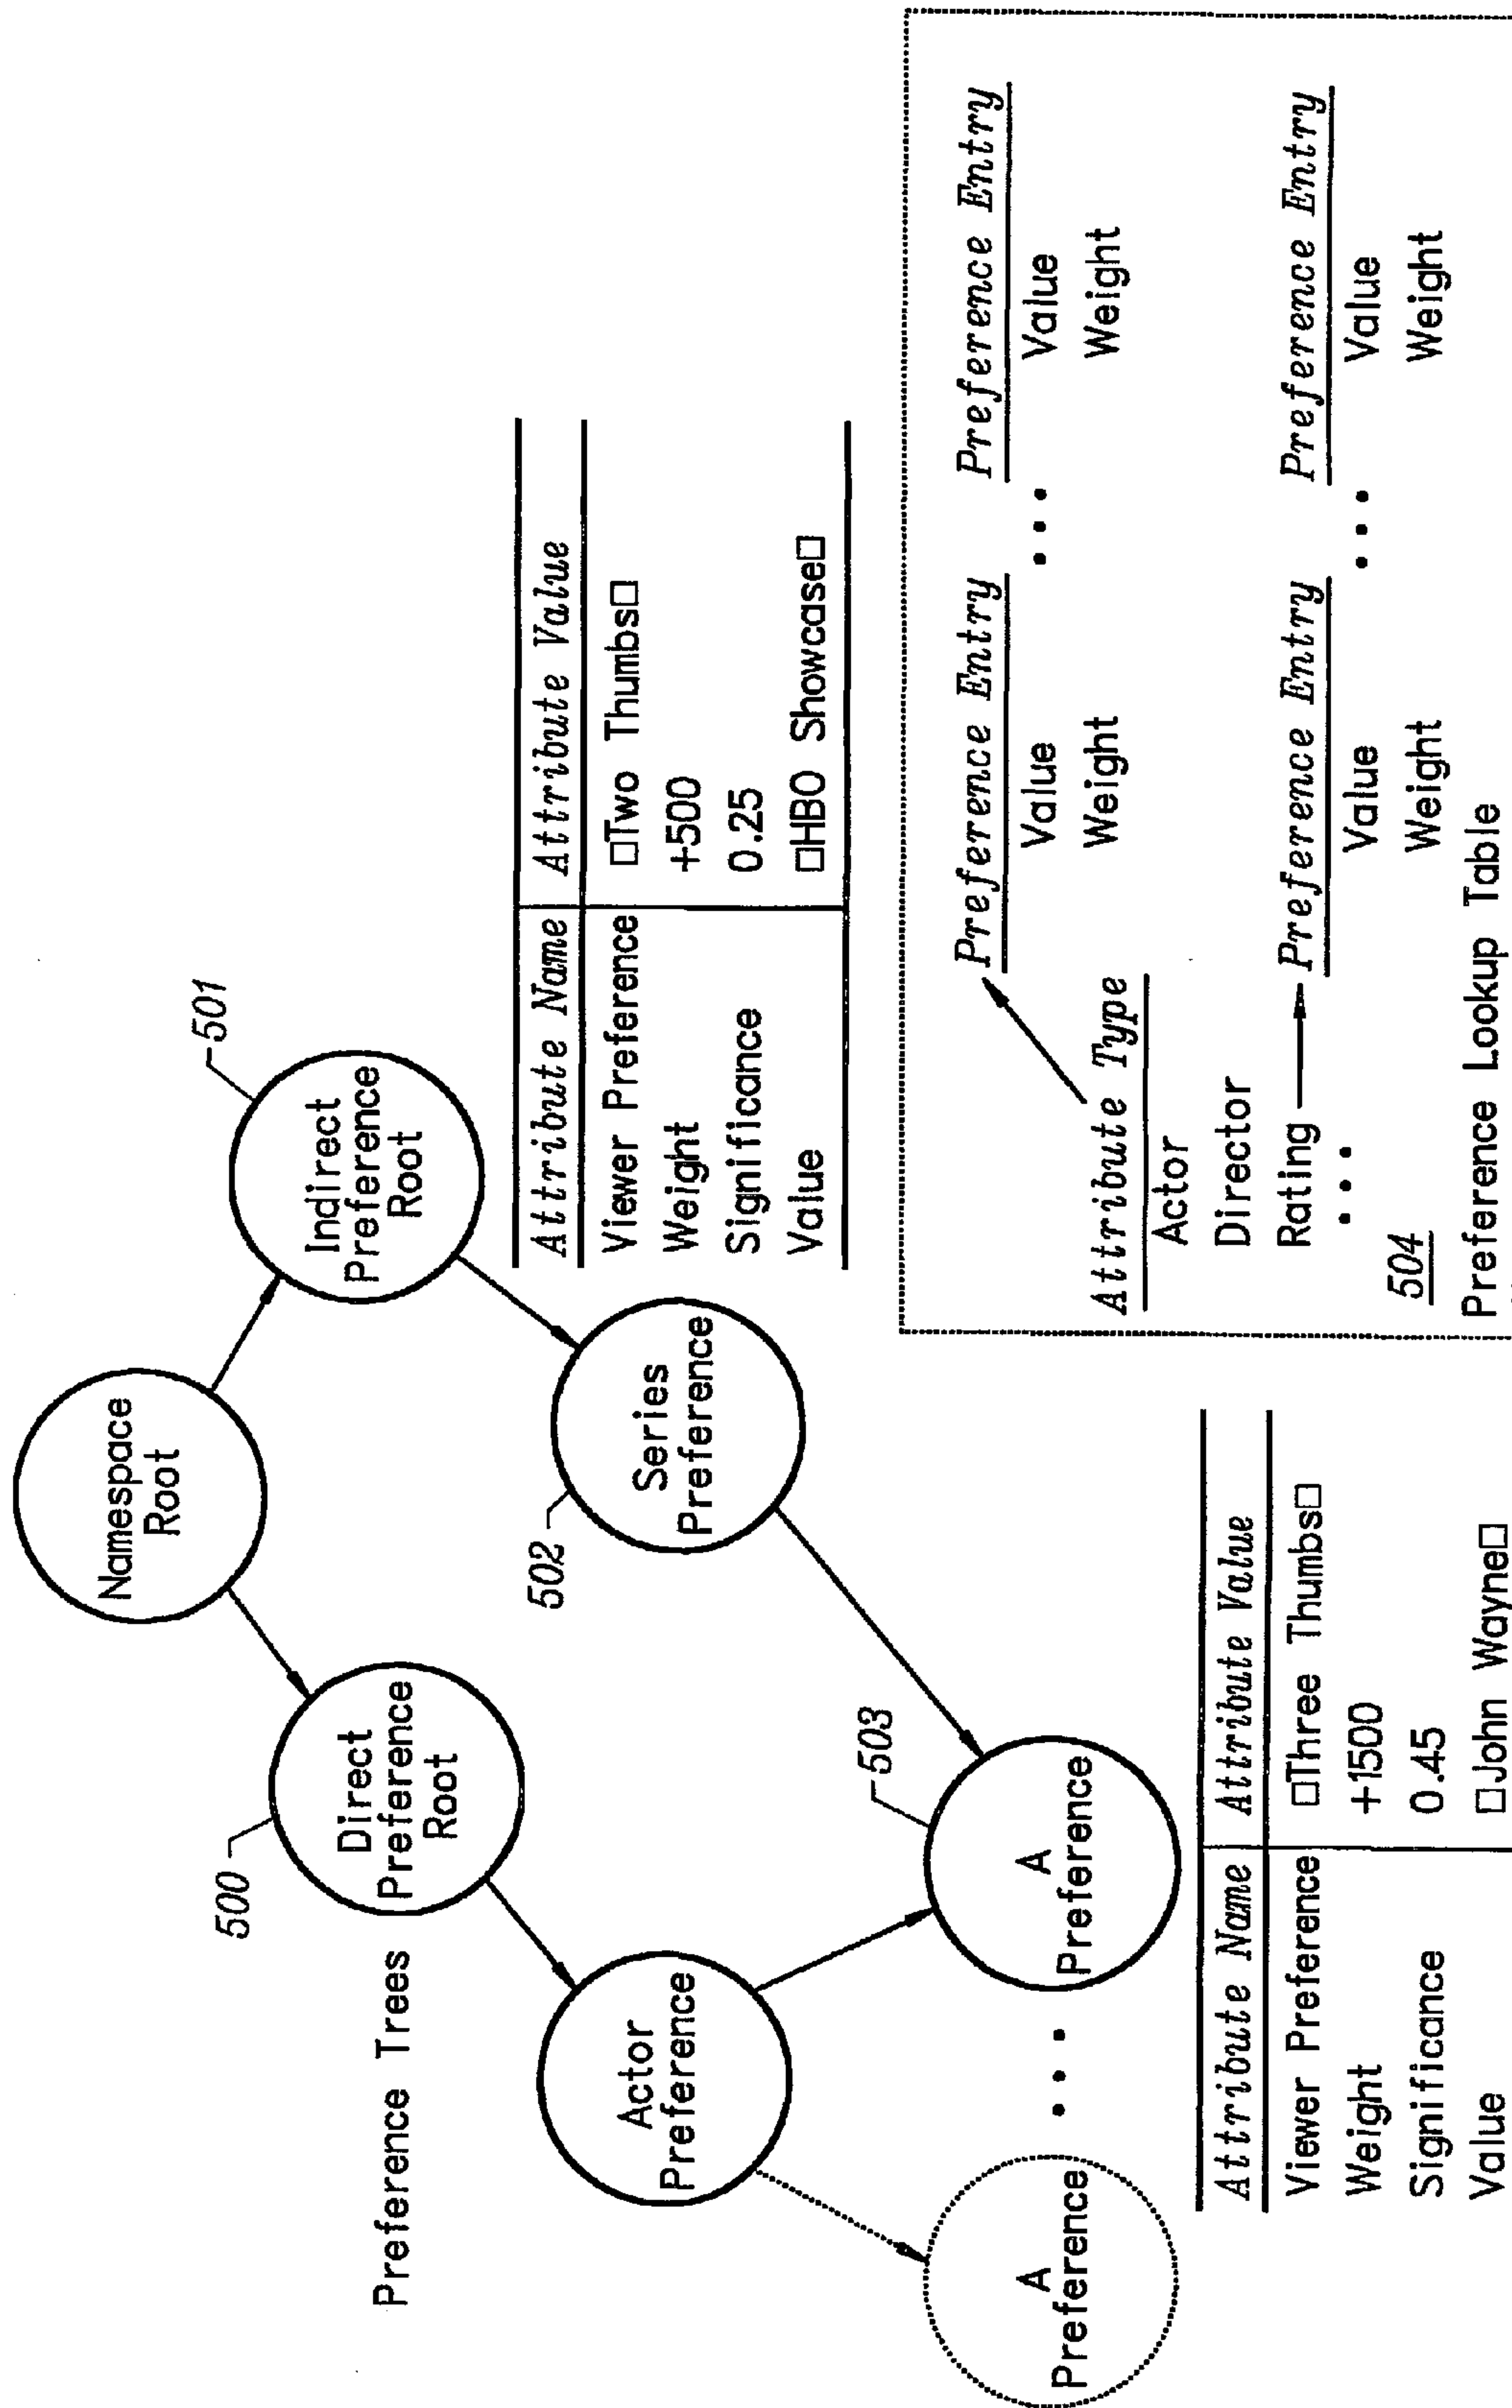 Namespace
Root
501
Indirect
Preference
Root
500
Direct
Preference
Root
Preference Trees
502
Series
Preference
Actor
Preference
503
A
Preference
• • •
A
Preference
Attribute Name Attribute Value
Viewer Preference □Two Thumbs□
Weight +500
Significance 0.25
Value □HBO Showcase□
Attribute Name Attribute Value
Viewer Preference □Three Thumbs□
Weight +1500
Significance 0.45
Value □John Wayne□
Preference Entry Preference Entry
Value • • • Value
Weight Weight
Attribute Type
Actor
Director
Rating Preference Entry Preference Entry
• • • Value • • • Value
Weight Weight
504
Preference Lookup Table